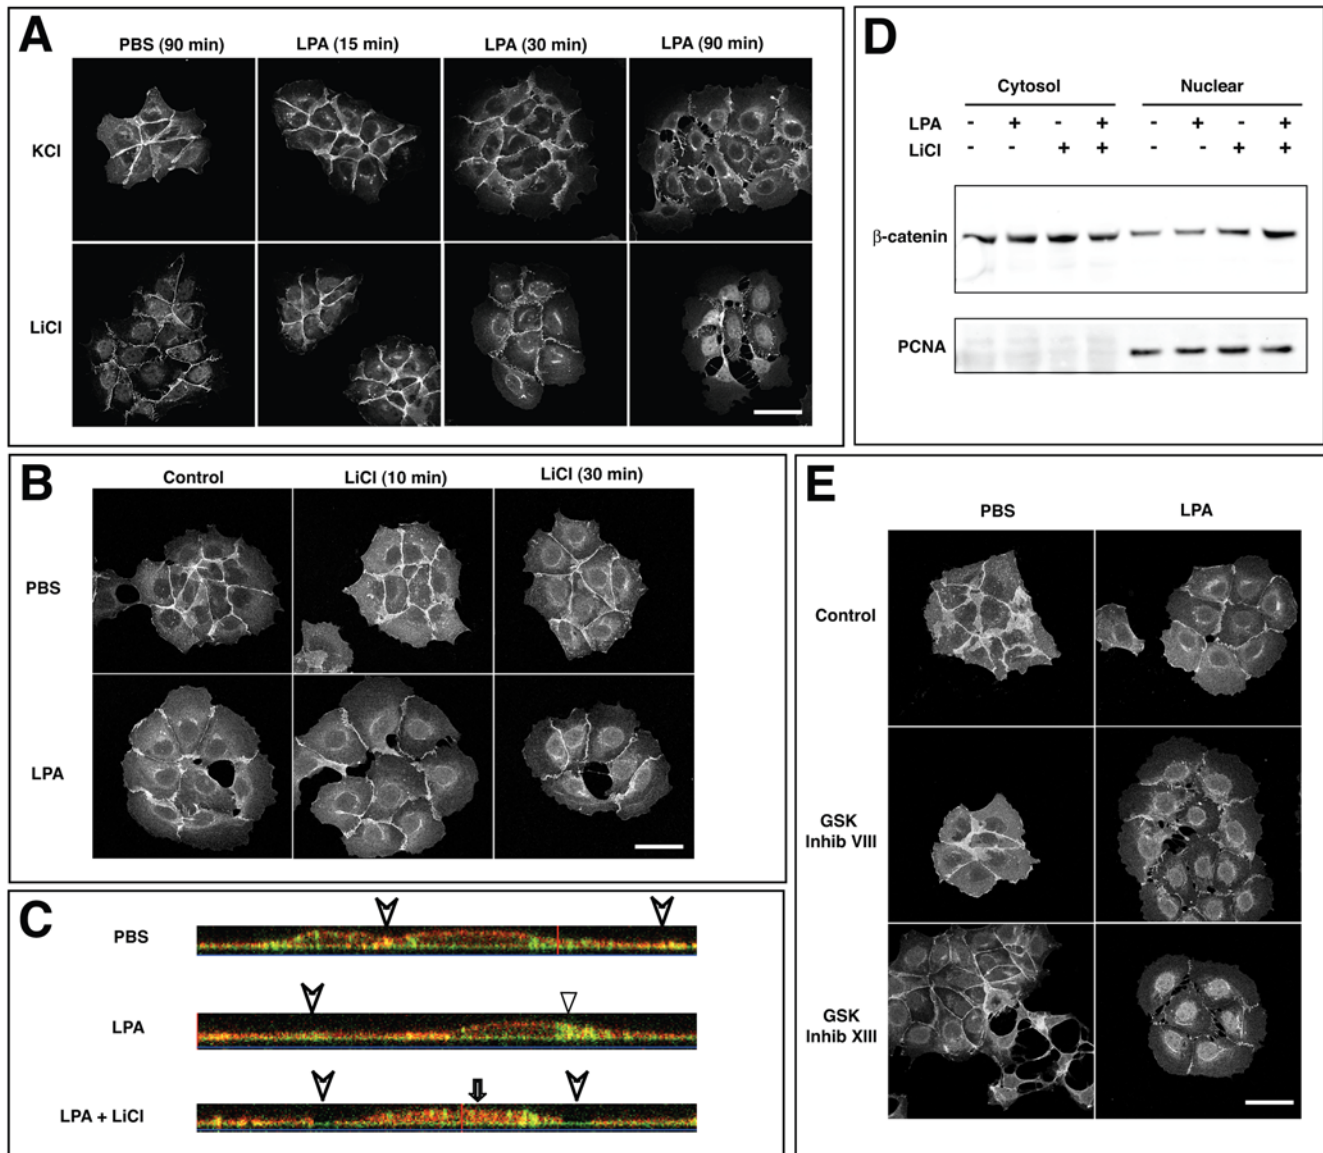 A
PBS (90 min)
LPA (15 min)
LPA (30 min)
LPA (90 min)
KCl
LiCl
B
Control
LiCl (10 min)
LiCl (30 min)
PBS
LPA
C
PBS
LPA
LPA + LiCl
D
Cytosol
Nuclear
LPA - + - + - + - +
LiCl - - + + - - + +
β-catenin
PCNA
E
PBS
LPA
Control
GSK
Inhib VIII
GSK
Inhib XIII